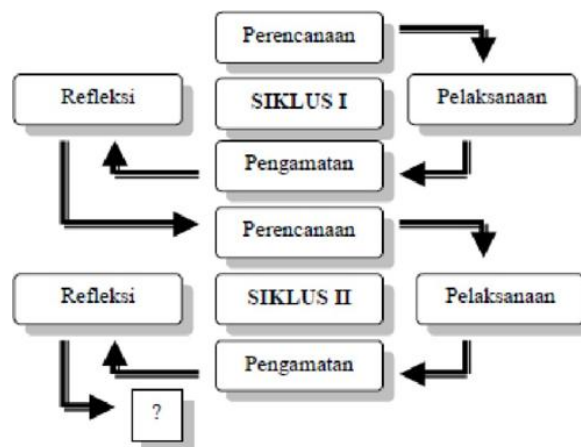 Perencanaan
Refleksi
SIKLUS I
Pelaksanaan
Pengamatan
Perencanaan
Refleksi
SIKLUS II
Pelaksanaan
Pengamatan
?